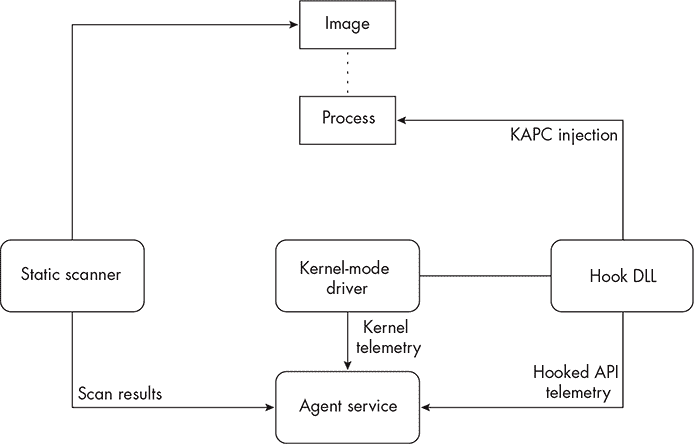 Image
Process
KAPC injection
Static scanner
Kernel-mode
driver
Hook DLL
Kernel
telemetry
Hooked API
telemetry
Scan results
Agent service